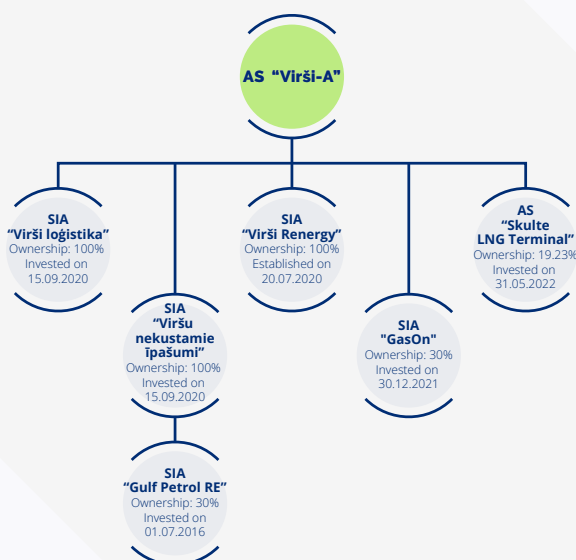 AS "Virši-A"
SIA
“Virši loģistika”
Ownership: 100%
Invested on
15.09.2020
SIA
“Viršu
nekustamie
īpašumi”
Ownership: 100%
Invested on
15.09.2020
SIA
“Gulf Petrol RE”
Ownership: 30%
Invested on
01.07.2016
SIA
“Virši Renergy”
Ownership: 100%
Established on
20.07.2020
SIA
"GasOn"
Ownership: 30%
Invested on
30.12.2021
AS
“Skulte
LNG Terminal”
Ownership: 19.23%
Invested on
31.05.2022